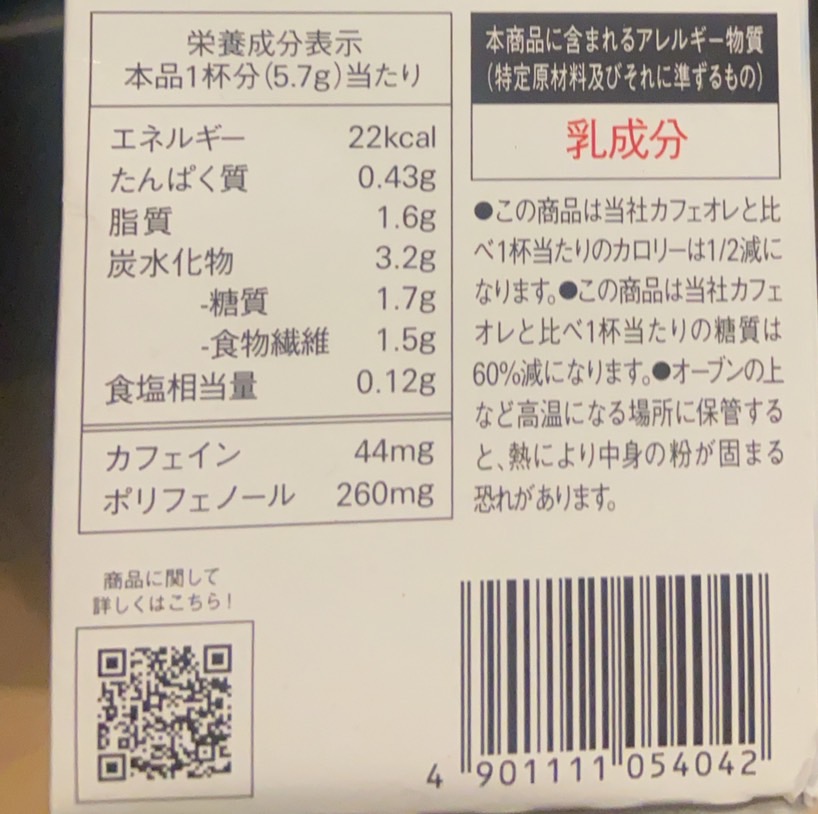 栄養成分表示
本品1杯分(5.7g)当たり
エネルギー 22kcal
たんぱく質 0.43g
脂質 1.6g
炭水化物 3.2g
-糖質 1.7g
-食物繊維 1.5g
食塩相当量 0.12g
カフェイン 44mg
ポリフェノール 260mg
本商品に含まれるアレルギー物質
(特定原材料及びそれに準ずるもの)
乳成分
●この商品は当社カフェオレと比
べ1杯当たりのカロリーは1/2減に
なります。●この商品は当社カフェ
オレと比べ1杯当たりの糖質は
60%減になります。●オーブンの上
など高温になる場所に保管する
と、熱により中身の粉が固まる
恐れがあります。
商品に関して
詳しくはこちら!
4 901111 054042